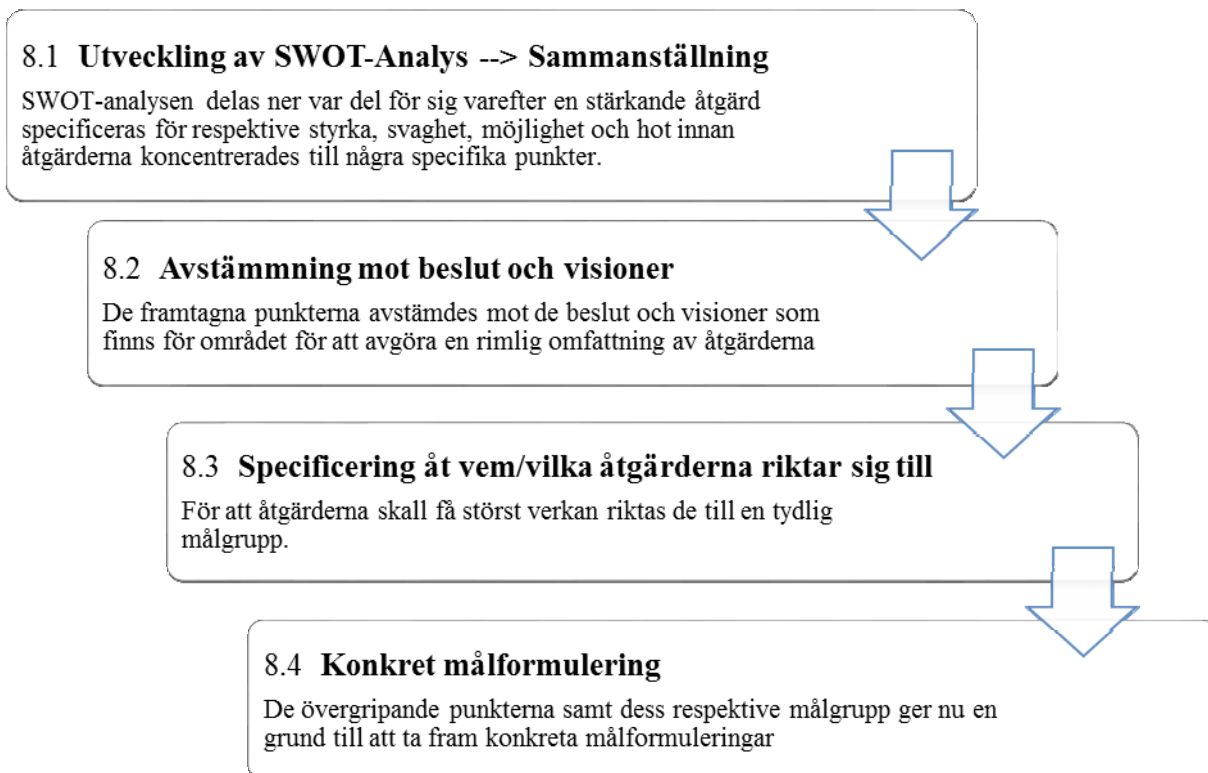 8.1 Utveckling av SWOT-Analys --> Sammanställning
SWOT-analysen delas ner var del för sig varefter en stärkande åtgärd
specificeras för respektive styrka, svaghet, möjlighet och hot innan
åtgärderna koncentrerades till några specifika punkter.
8.2 Avstämmning mot beslut och visioner
De framtagna punkterna avstämdes mot de beslut och visioner som
finns för området för att avgöra en rimlig omfattning av åtgärderna
8.3 Specificering åt vem/vilka åtgärderna riktar sig till
För att åtgärderna skall få störst verkan riktas de till en tydlig
målgrupp.
8.4 Konkret målformulering
De övergripande punkterna samt dess respektive målgrupp ger nu en
grund till att ta fram konkreta målformuleringar